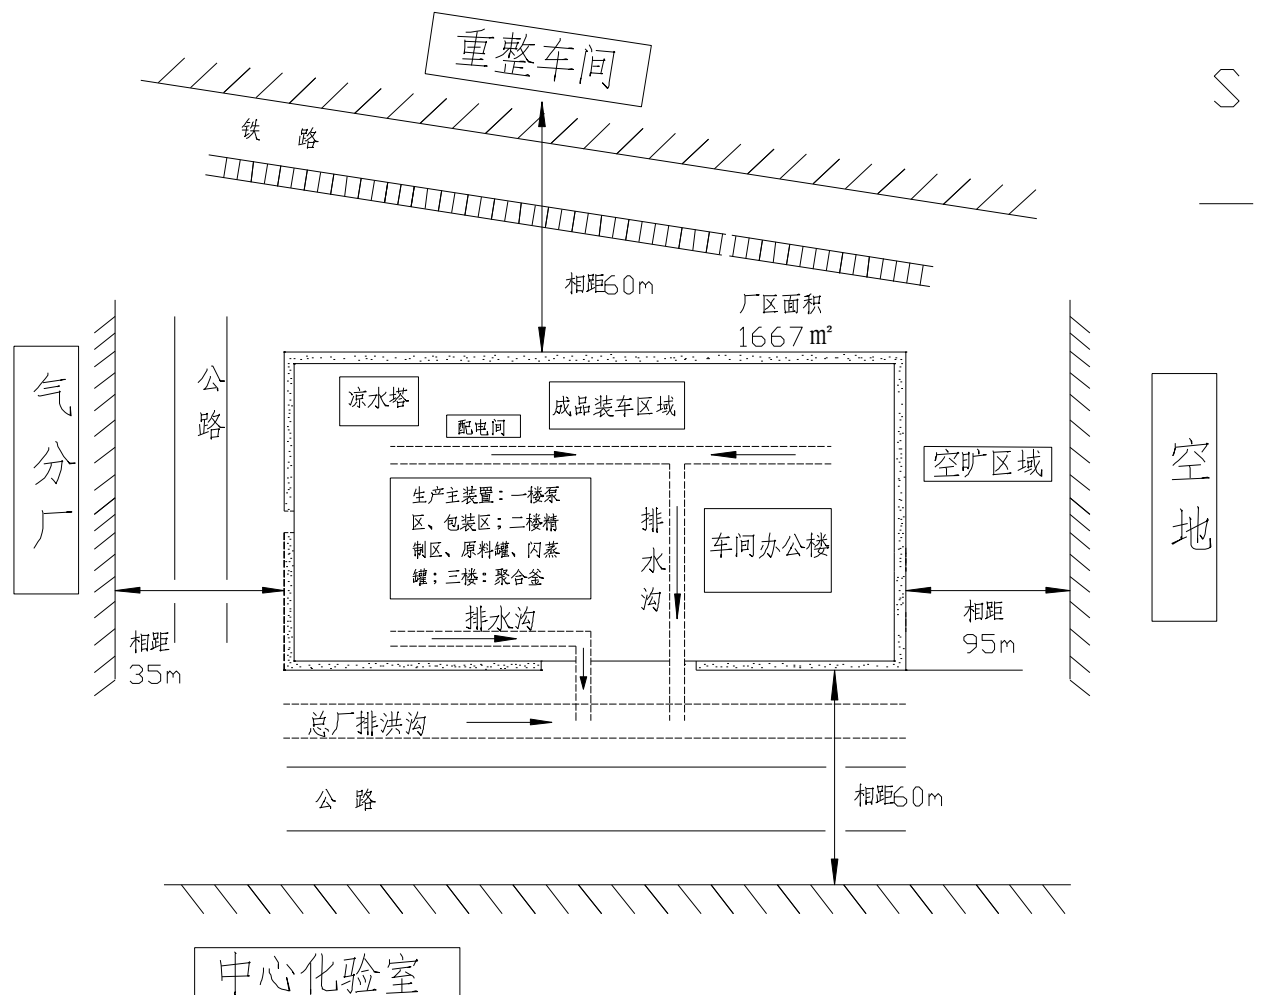 重整车间
S
铁 路
相距60m
厂区面积
1667㎡
气分厂
公路
凉水塔
成品装车区域
配电间
空旷区域
空地
生产主装置：一楼泵
区、包装区；二楼精
制区、原料罐、闪蒸
罐；三楼：聚合釜
排水沟
车间办公楼
排水沟
相距
35m
相距
95m
总厂排洪沟
公 路
相距60m
中心化验室